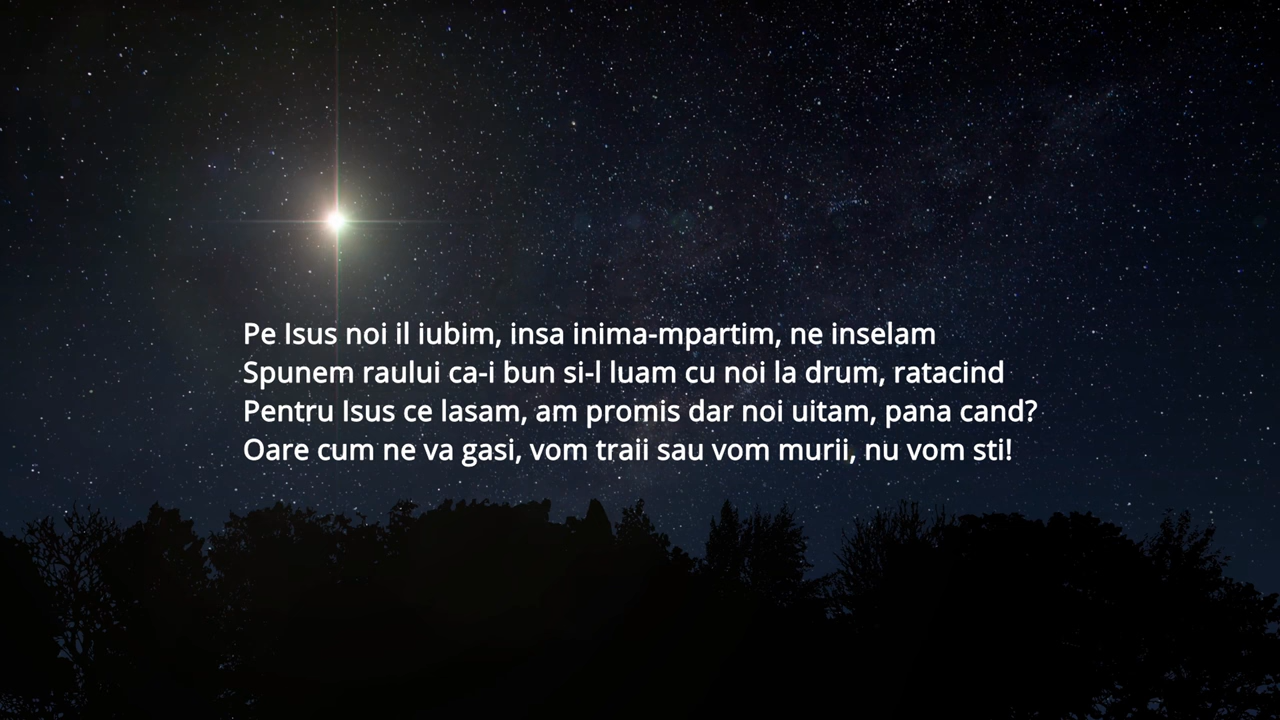 Pe Isus noi il iubim, insa inima-mpartim, ne inselam
Spunem raului ca-i bun si-l luam cu noi la drum, ratacind
Pentru Isus ce lasam, am promis dar noi uitam, pana cand?
Oare cum ne va gasi, vom traii sau vom murii, nu vom sti!